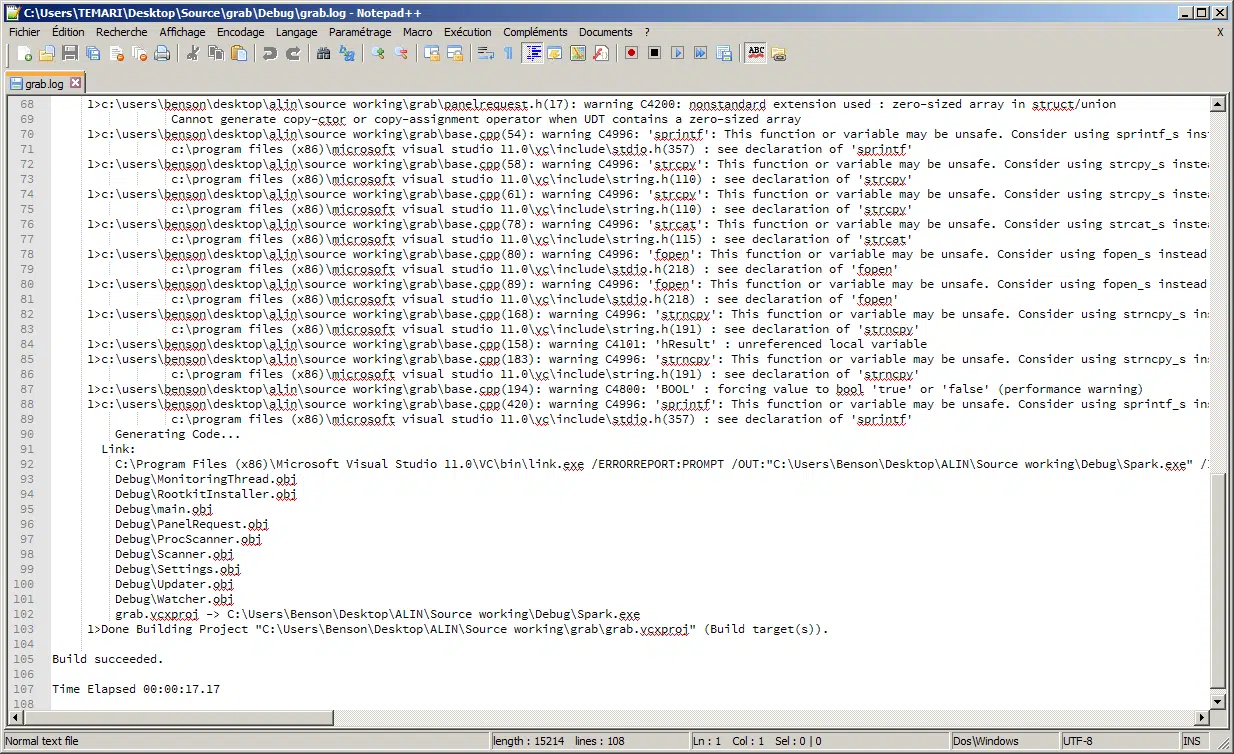 C:\Users\TEMARI\Desktop\Source\grab\Debug\grab.log - Notepad++
Fichier Édition Recherche Affichage Encodage Langage Paramétrage Macro Exécution Compléments Documents ? X
ABC
grab.log
68 1>c:\users\benson\desktop\alin\source working\grab\panelrequest.h(17): warning C4200: nonstandard extension used : zero-sized array in struct/union
69 Cannot generate copy-ctor or copy-assignment operator when UDT contains a zero-sized array
70 1>c:\users\benson\desktop\alin\source working\grab\base.cpp(54): warning C4996: 'sprintf': This function or variable may be unsafe. Consider using sprintf_s inst
71 c:\program files (x86)\microsoft visual studio 11.0\vc\include\stdio.h(357) : see declaration of 'sprintf'
72 1>c:\users\benson\desktop\alin\source working\grab\base.cpp(58): warning C4996: 'strcpy': This function or variable may be unsafe. Consider using strcpy_s instea
73 c:\program files (x86)\microsoft visual studio 11.0\vc\include\string.h(110) : see declaration of 'strcpy'
74 1>c:\users\benson\desktop\alin\source working\grab\base.cpp(61): warning C4996: 'strcpy': This function or variable may be unsafe. Consider using strcpy_s instea
75 c:\program files (x86)\microsoft visual studio 11.0\vc\include\string.h(110) : see declaration of 'strcpy'
76 1>c:\users\benson\desktop\alin\source working\grab\base.cpp(78): warning C4996: 'strcat': This function or variable may be unsafe. Consider using strcat_s instea
77 c:\program files (x86)\microsoft visual studio 11.0\vc\include\string.h(115) : see declaration of 'strcat'
78 1>c:\users\benson\desktop\alin\source working\grab\base.cpp(80): warning C4996: 'fopen': This function or variable may be unsafe. Consider using fopen_s instead
79 c:\program files (x86)\microsoft visual studio 11.0\vc\include\stdio.h(218) : see declaration of 'fopen'
80 1>c:\users\benson\desktop\alin\source working\grab\base.cpp(89): warning C4996: 'fopen': This function or variable may be unsafe. Consider using fopen_s instead
81 c:\program files (x86)\microsoft visual studio 11.0\vc\include\stdio.h(218) : see declaration of 'fopen'
82 1>c:\users\benson\desktop\alin\source working\grab\base.cpp(168): warning C4996: 'strncpy': This function or variable may be unsafe. Consider using strncpy_s ins
83 c:\program files (x86)\microsoft visual studio 11.0\vc\include\string.h(191) : see declaration of 'strncpy'
84 1>c:\users\benson\desktop\alin\source working\grab\base.cpp(158): warning C4101: 'hResult' : unreferenced local variable
85 1>c:\users\benson\desktop\alin\source working\grab\base.cpp(183): warning C4996: 'strncpy': This function or variable may be unsafe. Consider using strncpy_s ins
86 c:\program files (x86)\microsoft visual studio 11.0\vc\include\string.h(191) : see declaration of 'strncpy'
87 1>c:\users\benson\desktop\alin\source working\grab\base.cpp(194): warning C4800: 'BOOL' : forcing value to bool 'true' or 'false' (performance warning)
88 1>c:\users\benson\desktop\alin\source working\grab\base.cpp(420): warning C4996: 'sprintf': This function or variable may be unsafe. Consider using sprintf_s ins
89 c:\program files (x86)\microsoft visual studio 11.0\vc\include\stdio.h(357) : see declaration of 'sprintf'
90 Generating Code...
91 Link:
92 C:\Program Files (x86)\Microsoft Visual Studio 11.0\VC\bin\link.exe /ERRORREPORT:PROMPT /OUT:"C:\Users\Benson\Desktop\ALIN\Source working\Debug\Spark.exe" /
93 Debug\MonitoringThread.obj
94 Debug\RootkitInstaller.obj
95 Debug\main.obj
96 Debug\PanelRequest.obj
97 Debug\ProcScanner.obj
98 Debug\Scanner.obj
99 Debug\Settings.obj
100 Debug\Updater.obj
101 Debug\Watcher.obj
102 grab.vcxproj -> C:\Users\Benson\Desktop\ALIN\Source working\Debug\Spark.exe
103 1>Done Building Project "C:\Users\Benson\Desktop\ALIN\Source working\grab\grab.vcxproj" (Build target(s)).
104
105 Build succeeded.
106
107 Time Elapsed 00:00:17.17
108
Normal text file length : 15214 lines : 108 Ln : 1 Col : 1 Sel : 0 | 0 Dos\Windows UTF-8 INS